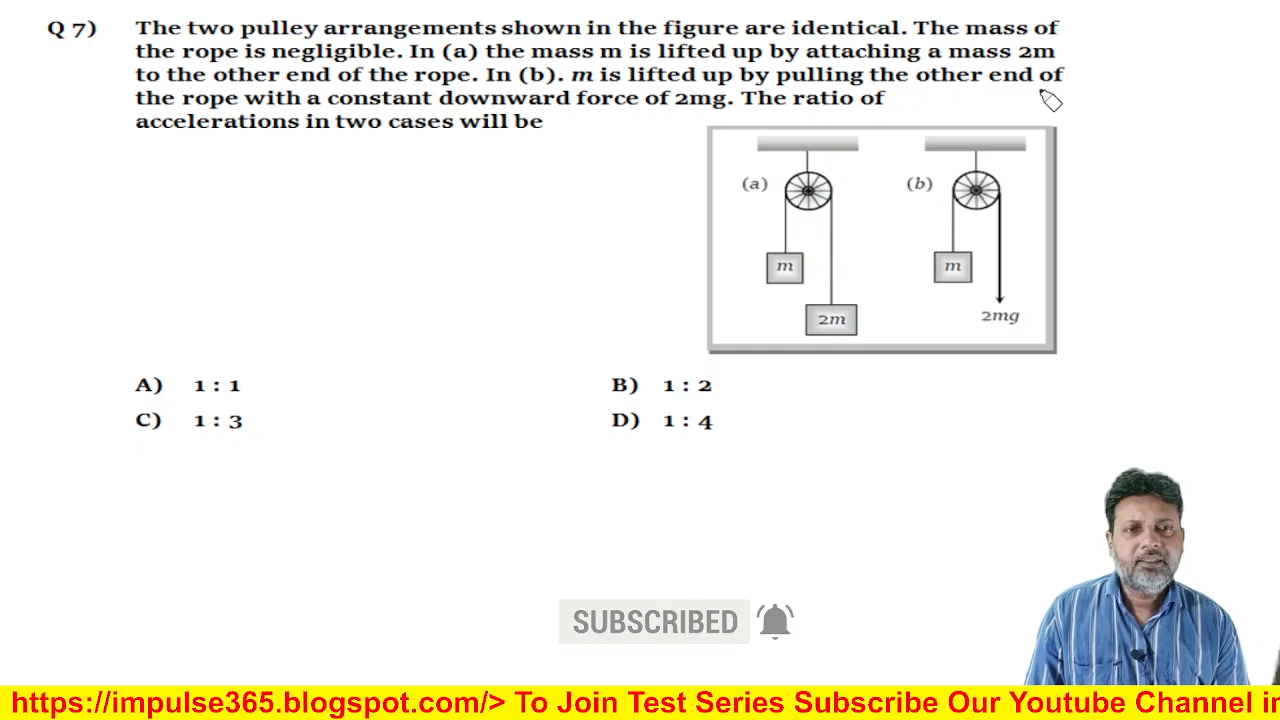 Q 7) The two pulley arrangements shown in the figure are identical. The mass of
the rope is negligible. In (a) the mass m is lifted up by attaching a mass 2m
to the other end of the rope. In (b). m is lifted up by pulling the other end of
the rope with a constant downward force of 2mg. The ratio of
accelerations in two cases will be
(a) (b)
m m
2m 2mg
A) 1 : 1 B) 1 : 2
C) 1 : 3 D) 1 : 4
SUBSCRIBED
https://impulse365.blogspot.com/> To Join Test Series Subscribe Our Youtube Channel in